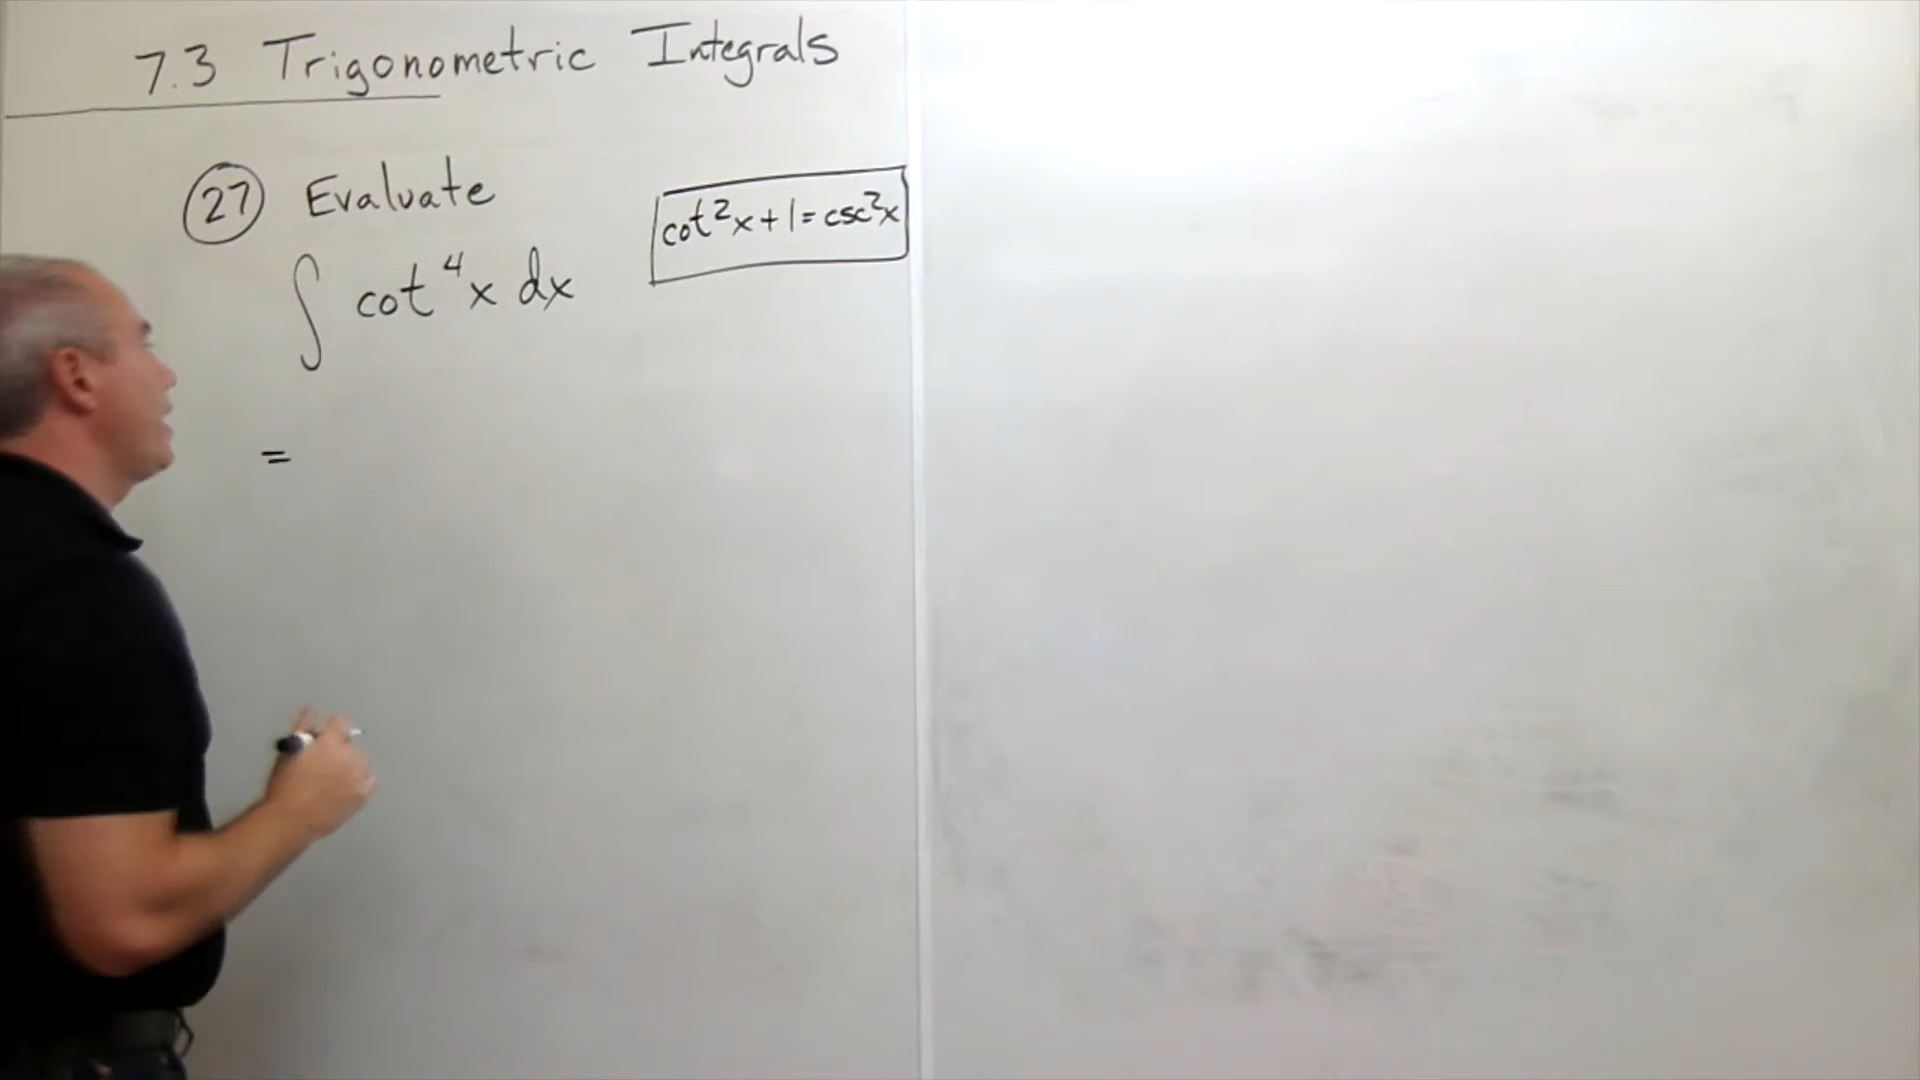 7.3 Trigonometric Integrals
27 Evaluate
cot²x+1=csc²x
∫ cot⁴x dx
=